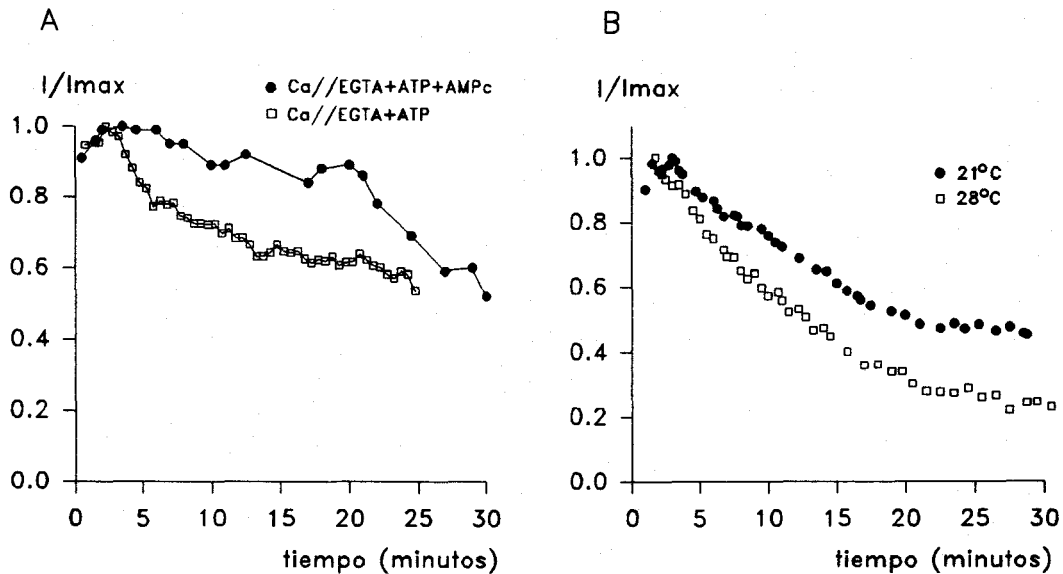 A
I/Imax
Ca//EGTA+ATP+AMPc
Ca//EGTA+ATP
1.0
0.8
0.6
0.4
0.2
0.0
0 5 10 15 20 25 30
tiempo (minutos)
B
I/Imax
21°C
28°C
1.0
0.8
0.6
0.4
0.2
0.0
0 5 10 15 20 25 30
tiempo (minutos)